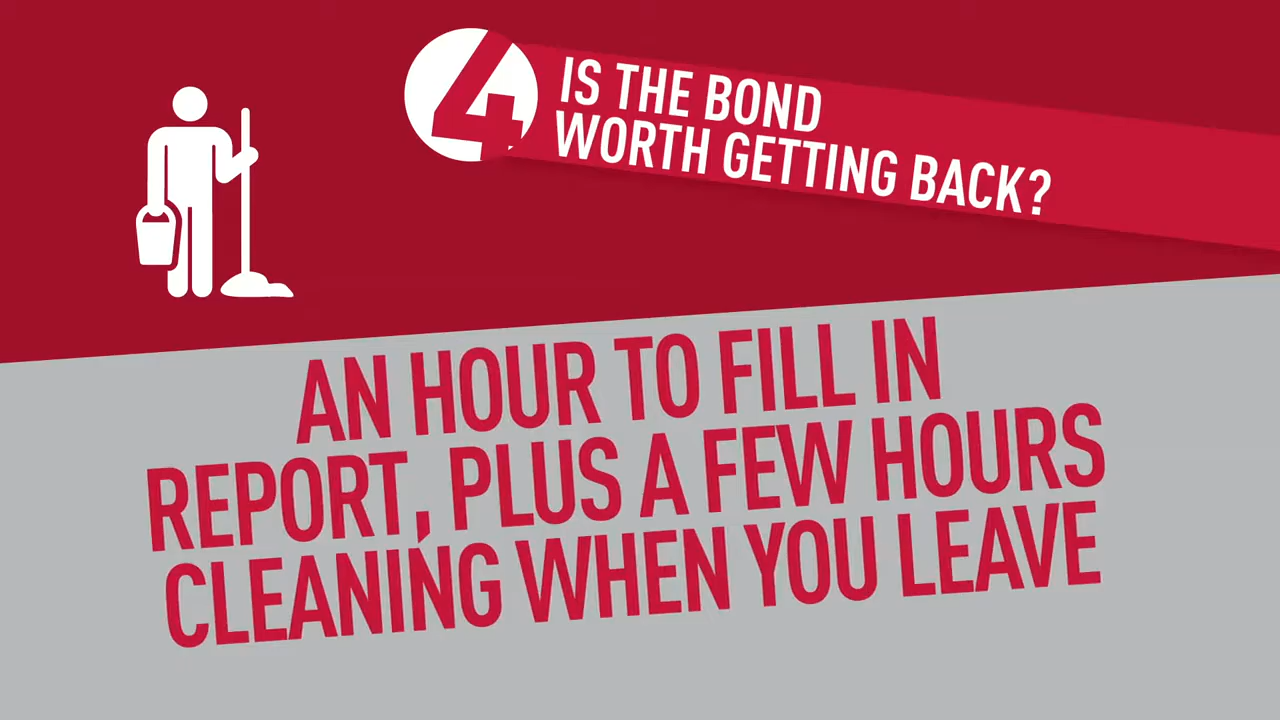 4
IS THE BOND
WORTH GETTING BACK?
AN HOUR TO FILL IN
REPORT, PLUS A FEW HOURS
CLEANING WHEN YOU LEAVE